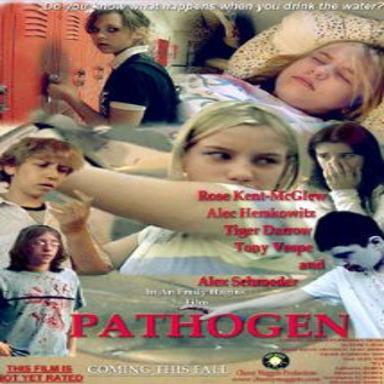 Do you know what happens when you drink the water?
Rose Kent-McGlew
Alec Herskowitz
Tiger Darrow
Tony Vespe
and
Alex Schroeder
In An Emily Hagins
Film
PATHOGEN
THIS FILM IS
NOT YET RATED
COMING THIS FALL